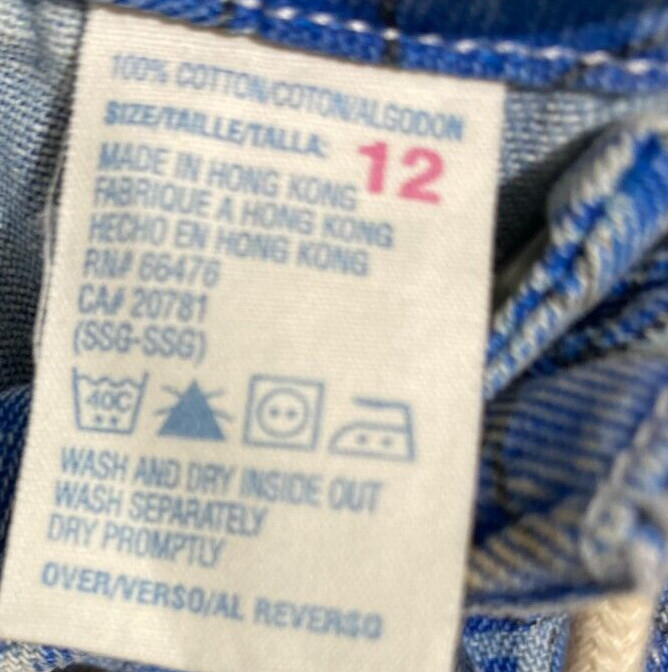 100% COTTON/COTON/ALGODON
SIZE/TAILLE/TALLA: 12
MADE IN HONG KONG
FABRIQUE A HONG KONG
HECHO EN HONG KONG
RN# 66476
CA# 20781
(SSG-SSG)
40C
WASH AND DRY INSIDE OUT
WASH SEPARATELY
DRY PROMPTLY
OVER/VERSO/AL REVERSO